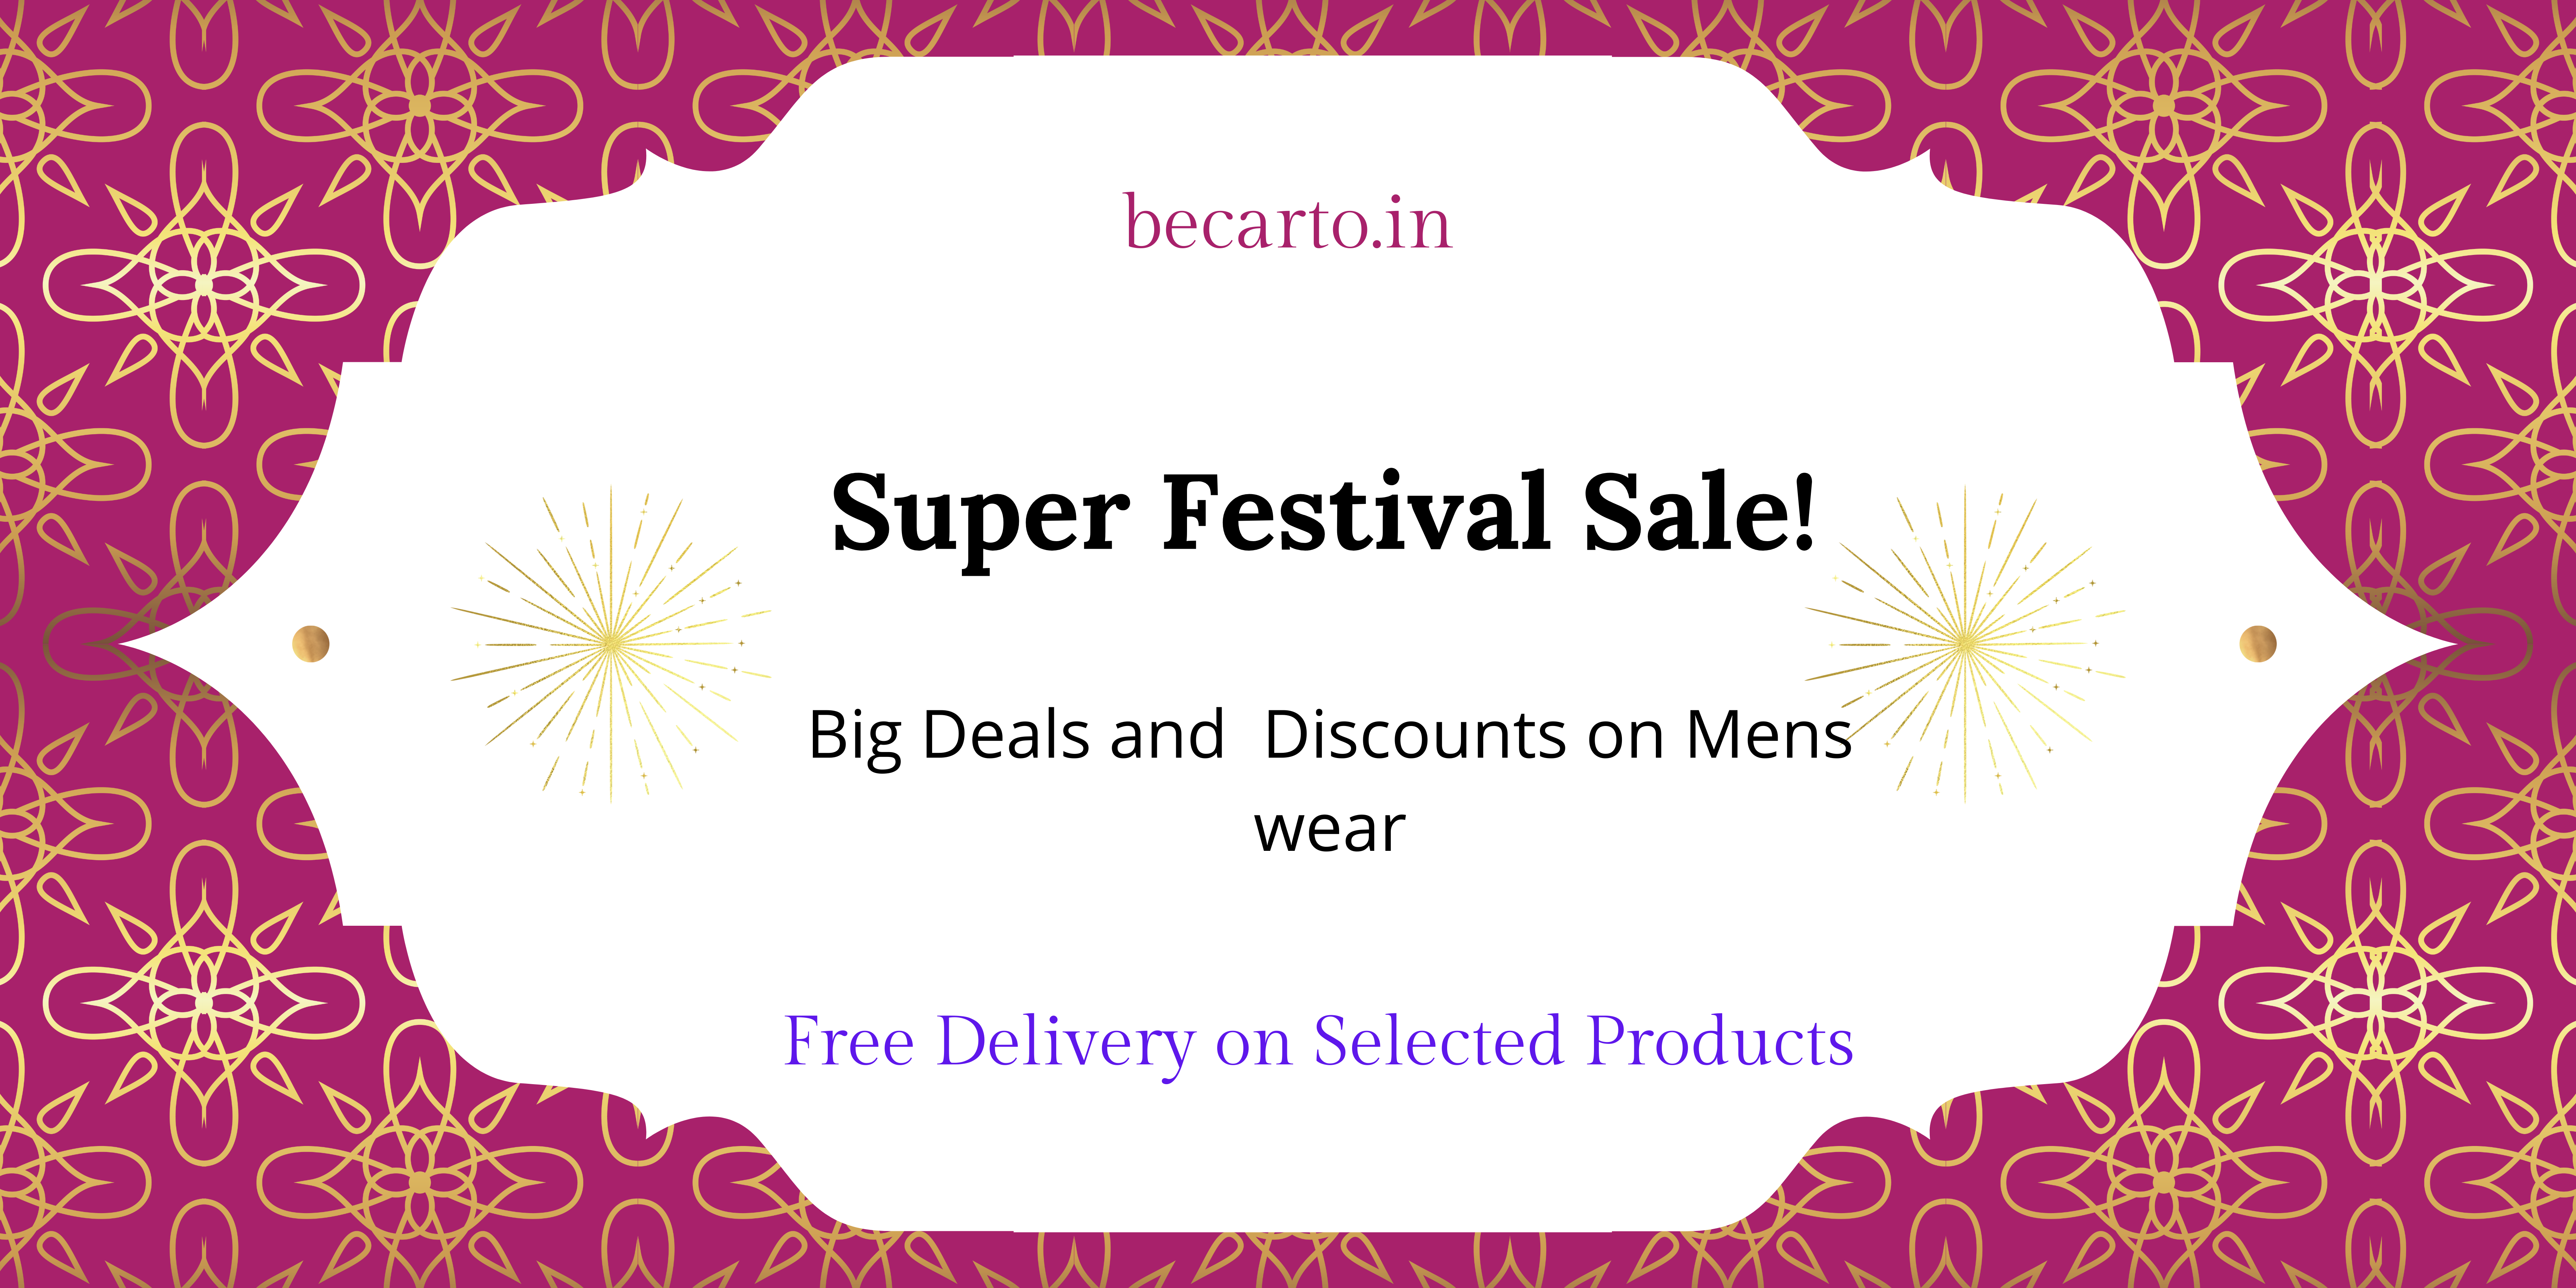 becarto.in
Super Festival Sale!
Big Deals and  Discounts on Mens
wear
Free Delivery on Selected Products